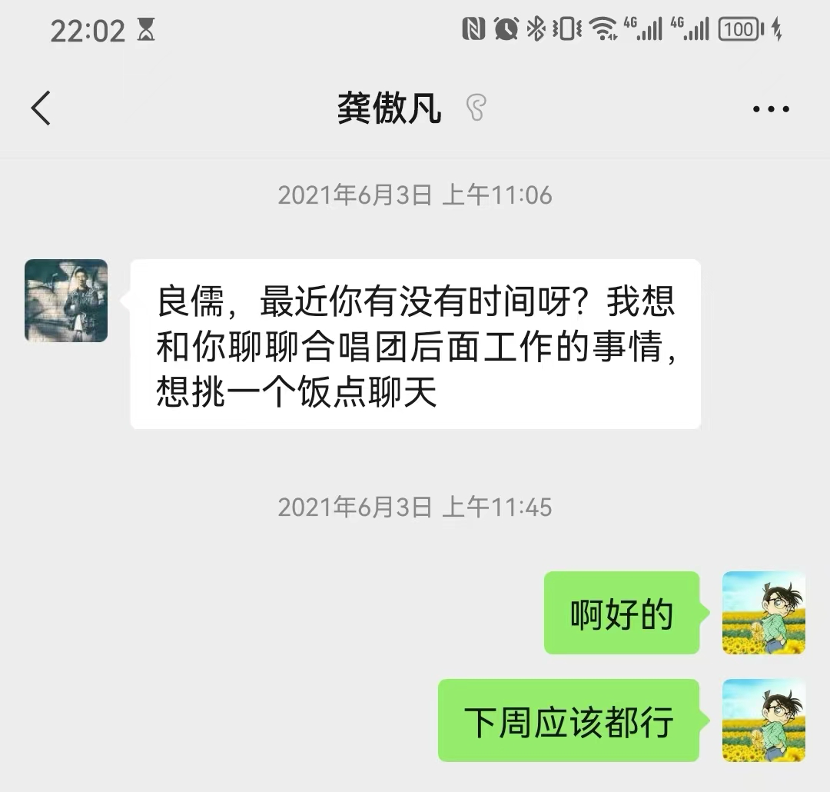 22:02
4G 4G 100
龚傲凡
2021年6月3日 上午11:06
良儒，最近你有没有时间呀？我想
和你聊聊合唱团后面工作的事情，
想挑一个饭点聊天
2021年6月3日 上午11:45
啊好的
下周应该都行